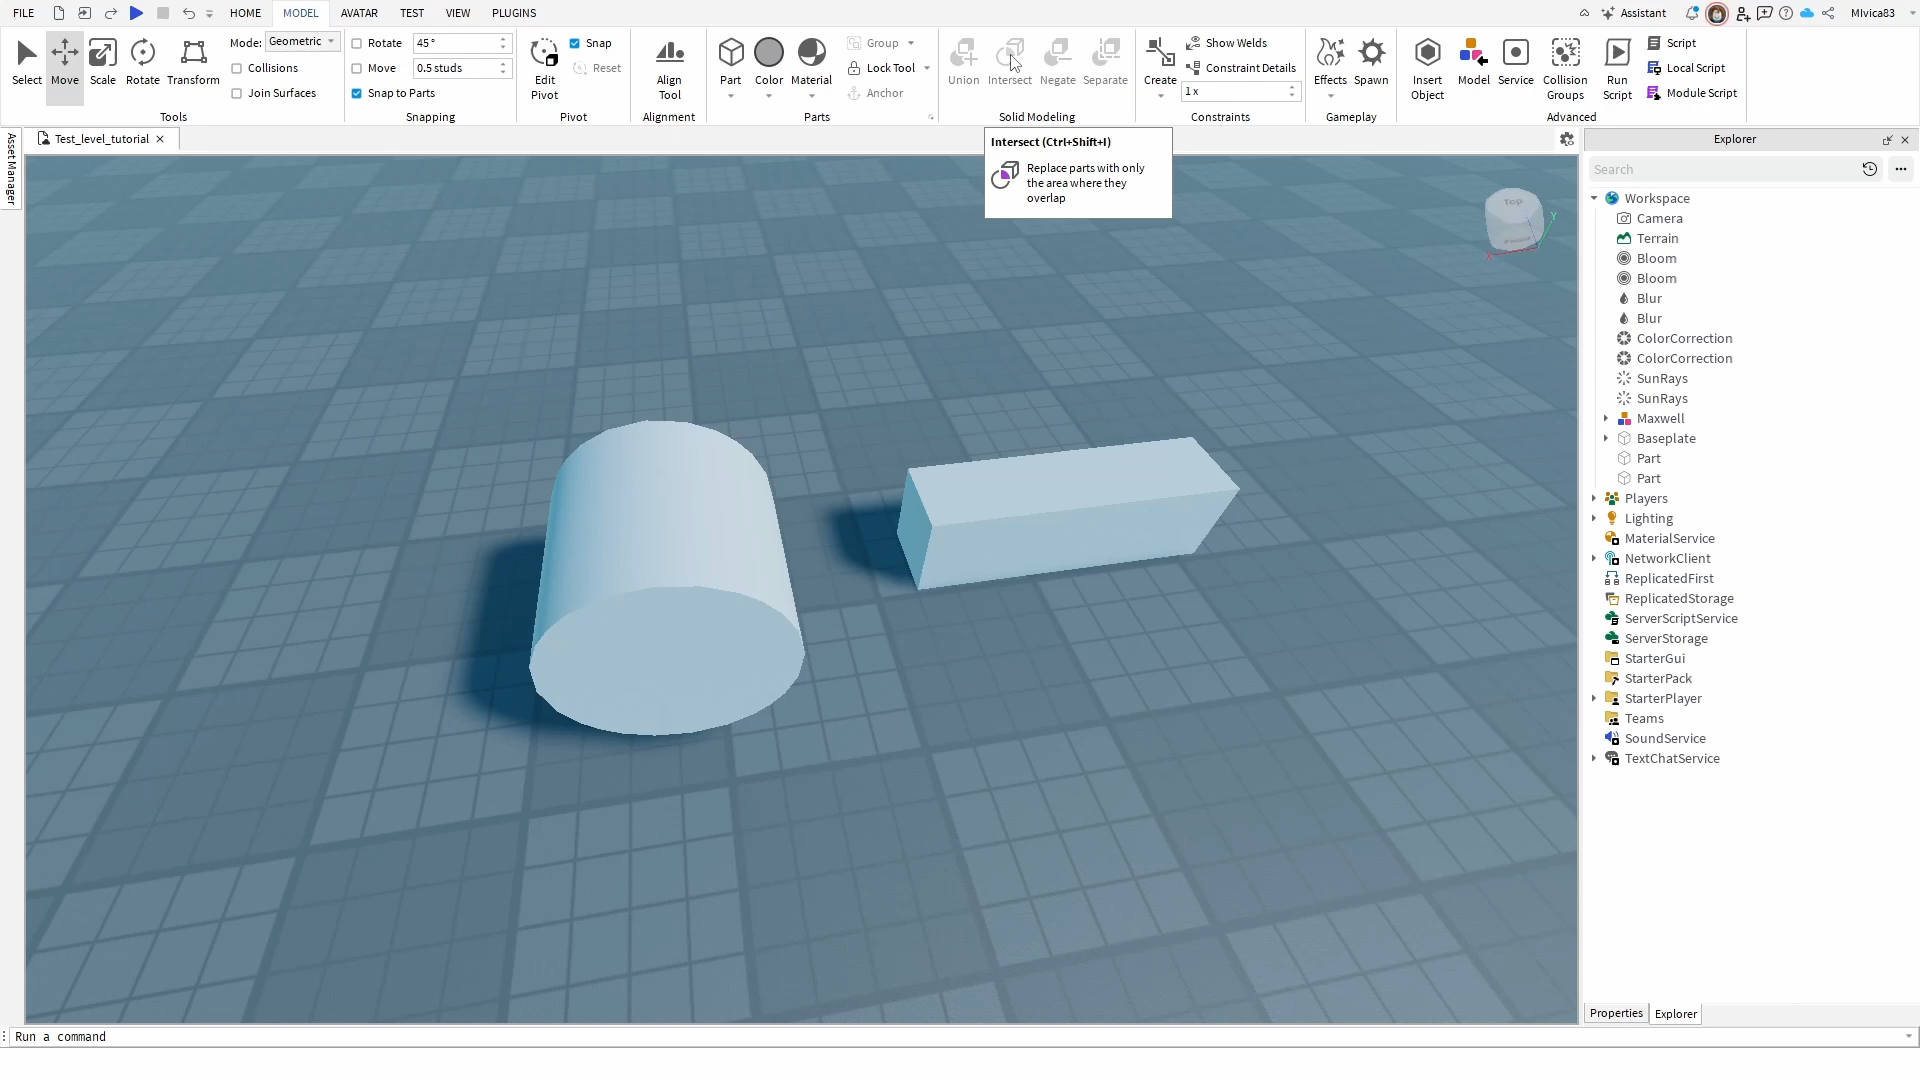 FILE HOME MODEL AVATAR TEST VIEW PLUGINS Assistant MIvica83
Select Move Scale Rotate Transform
Mode: Geometric
Collisions
Join Surfaces
Tools
Rotate 45°
Move 0.5 studs
Snap to Parts
Snapping
Edit Pivot
Snap
Reset
Pivot
Align Tool
Alignment
Part Color Material
Group
Lock Tool
Anchor
Parts
Union Intersect Negate Separate
Solid Modeling
Create
Show Welds
Constraint Details
1 x
Constraints
Effects Spawn
Gameplay
Insert Object
Model
Service
Collision Groups
Run Script
Script
Local Script
Module Script
Advanced
Asset Manager
Test_level_tutorial
Intersect (Ctrl+Shift+I)
Replace parts with only
the area where they
overlap
Top
Y
X
Explorer
Search
Workspace
Camera
Terrain
Bloom
Bloom
Blur
Blur
ColorCorrection
ColorCorrection
SunRays
SunRays
Maxwell
Baseplate
Part
Part
Players
Lighting
MaterialService
NetworkClient
ReplicatedFirst
ReplicatedStorage
ServerScriptService
ServerStorage
StarterGui
StarterPack
StarterPlayer
Teams
SoundService
TextChatService
Properties Explorer
Run a command